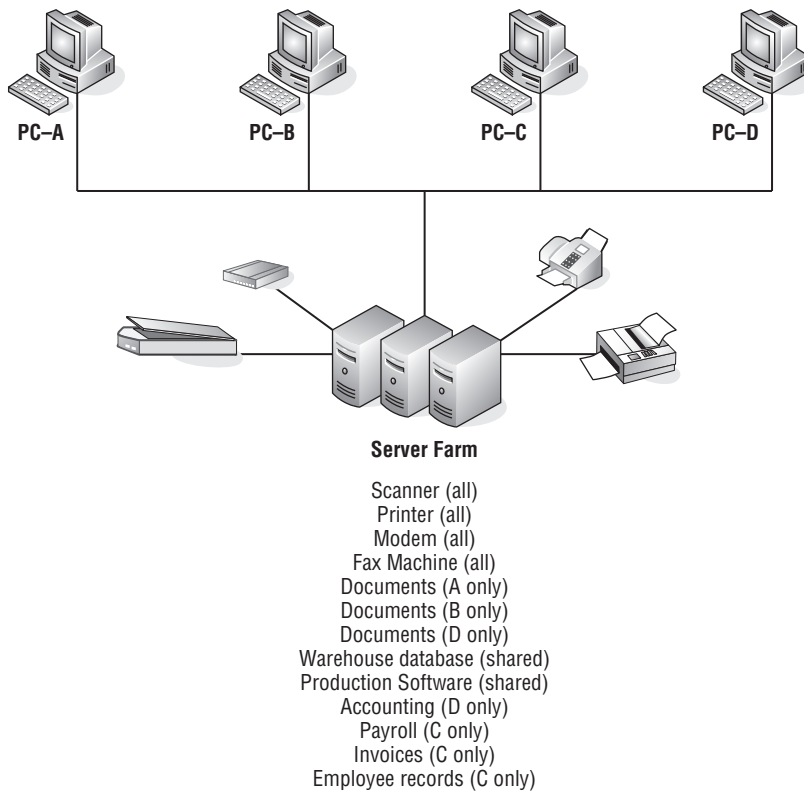 PC–A PC–B PC–C PC–D
Server Farm
Scanner (all)
Printer (all)
Modem (all)
Fax Machine (all)
Documents (A only)
Documents (B only)
Documents (D only)
Warehouse database (shared)
Production Software (shared)
Accounting (D only)
Payroll (C only)
Invoices (C only)
Employee records (C only)